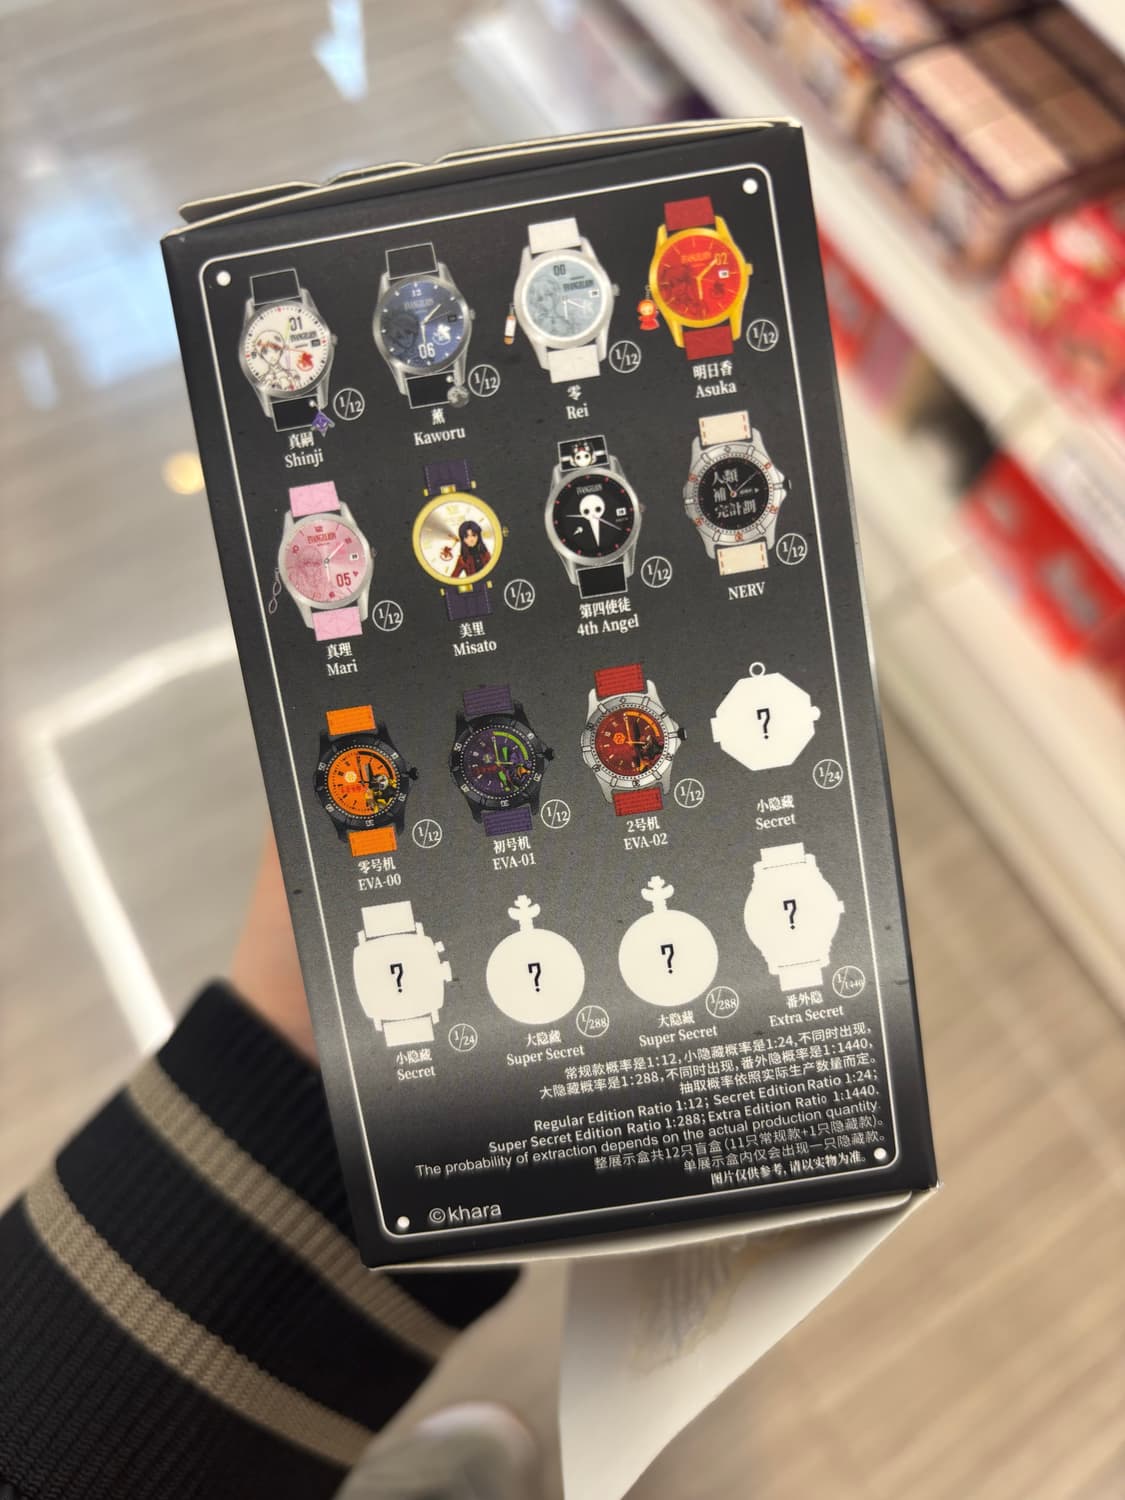 1/12
真嗣
Shinji
1/12
薰
Kaworu
1/12
零
Rei
1/12
明日香
Asuka
01
EVANGELION
12
EVANGELION
06
00
EVANGELION
EVANGELION
02
1/12
真理
Mari
1/12
美里
Misato
1/12
第四使徒
4th Angel
1/12
NERV
EVANGELION
05
EVANGELION
人類
補
完計劃
1/12
零号机
EVA-00
1/12
初号机
EVA-01
1/12
2号机
EVA-02
?
1/24
小隐藏
Secret
?
1/24
小隐藏
Secret
?
1/288
大隐藏
Super Secret
?
1/288
大隐藏
Super Secret
?
1/1440
番外隐
Extra Secret
常规款概率是1:12,小隐藏概率是1:24,不同时出现,
大隐藏概率是1:288,不同时出现,番外隐概率是1:1440,
抽取概率依照实际生产数量而定。
Regular Edition Ratio 1:12; Secret Edition Ratio 1:24;
Super Secret Edition Ratio 1:288; Extra Edition Ratio 1:1440.
The probability of extraction depends on the actual production quantity.
整展示盒共12只盲盒(11只常规款+1只隐藏款)。
单展示盒内仅会出现一只隐藏款。
图片仅供参考,请以实物为准。
©khara